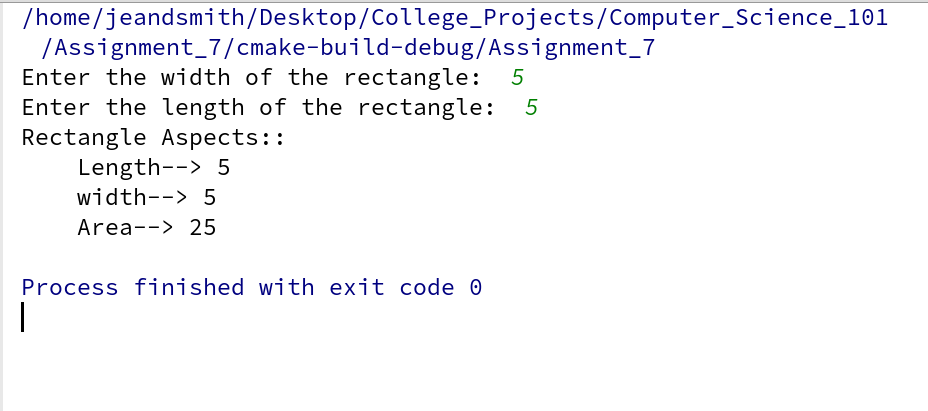 /home/jeandsmith/Desktop/College_Projects/Computer_Science_101
/Assignment_7/cmake-build-debug/Assignment_7
Enter the width of the rectangle:  5
Enter the length of the rectangle:  5
Rectangle Aspects::
    Length--> 5
    width--> 5
    Area--> 25
Process finished with exit code 0